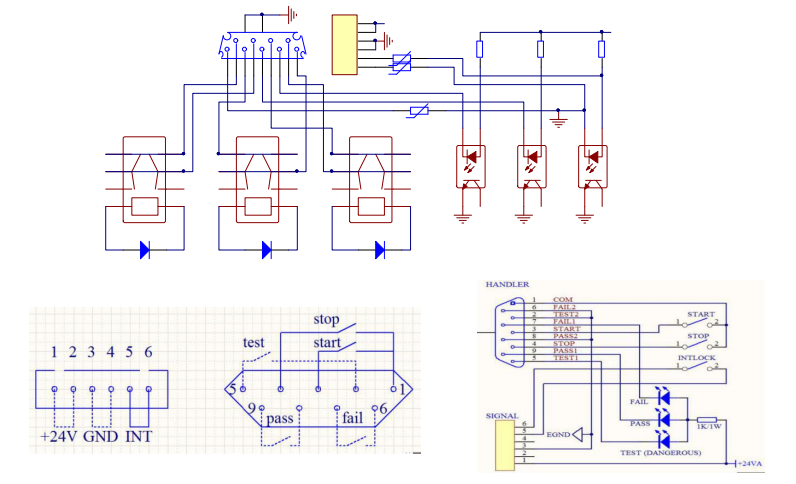 HANDLER
1 COM
6 FAIL2
2 TEST2
7 FAIL1
3 START
8 PASS2
4 STOP
9 PASS1
5 TEST1
START
1 2
STOP
1 2
INTLOCK
1 2
FAIL
PASS
1K/1W
TEST (DANGEROUS)
SIGNAL
6
5
4
3
2
1
EGND
+24VA
stop
test
start
5 1
9 pass fail 6
1 2 3 4 5 6
+24V GND INT